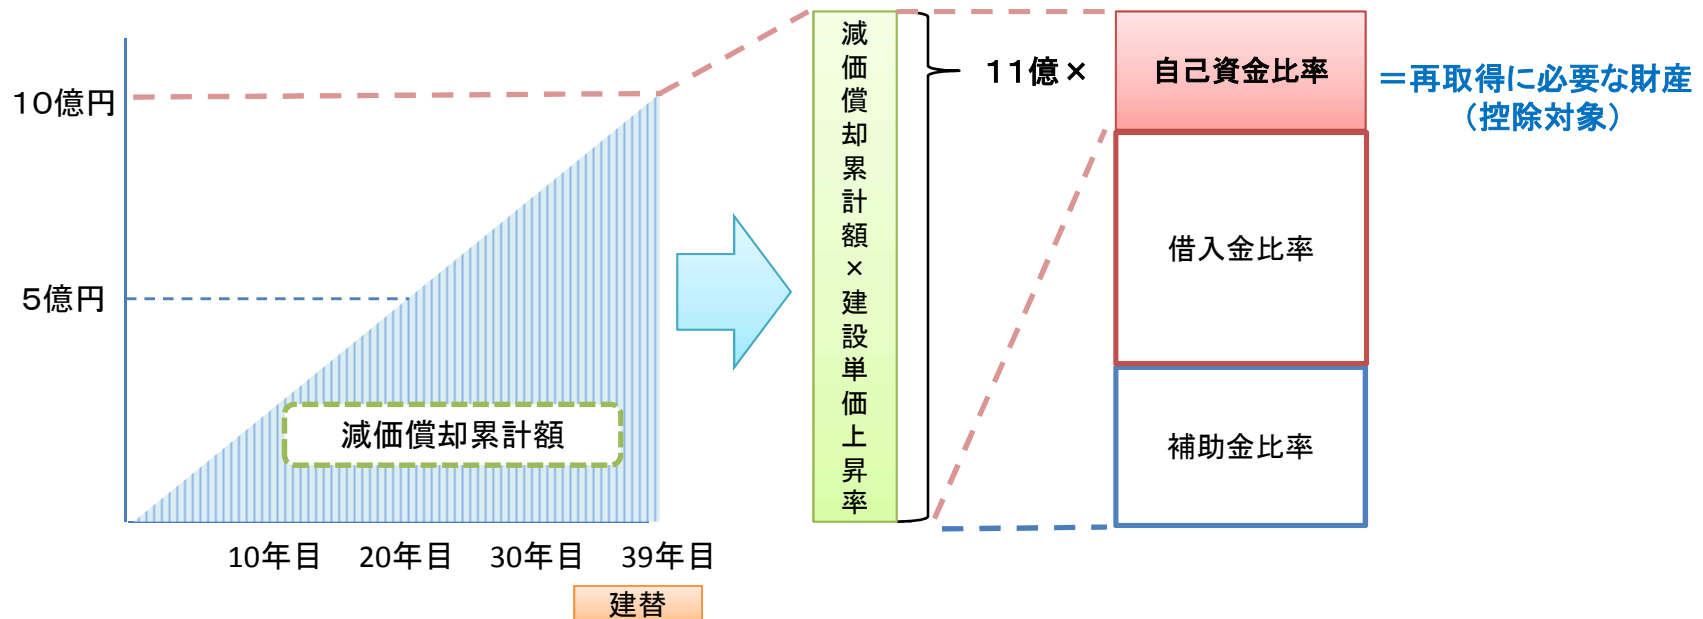 10億円
5億円
減価償却累計額
10年目
20年目
30年目
39年目
建替
減価償却累計額×建設単価上昇率
11億×
自己資金比率
借入金比率
補助金比率
=再取得に必要な財産
(控除対象)